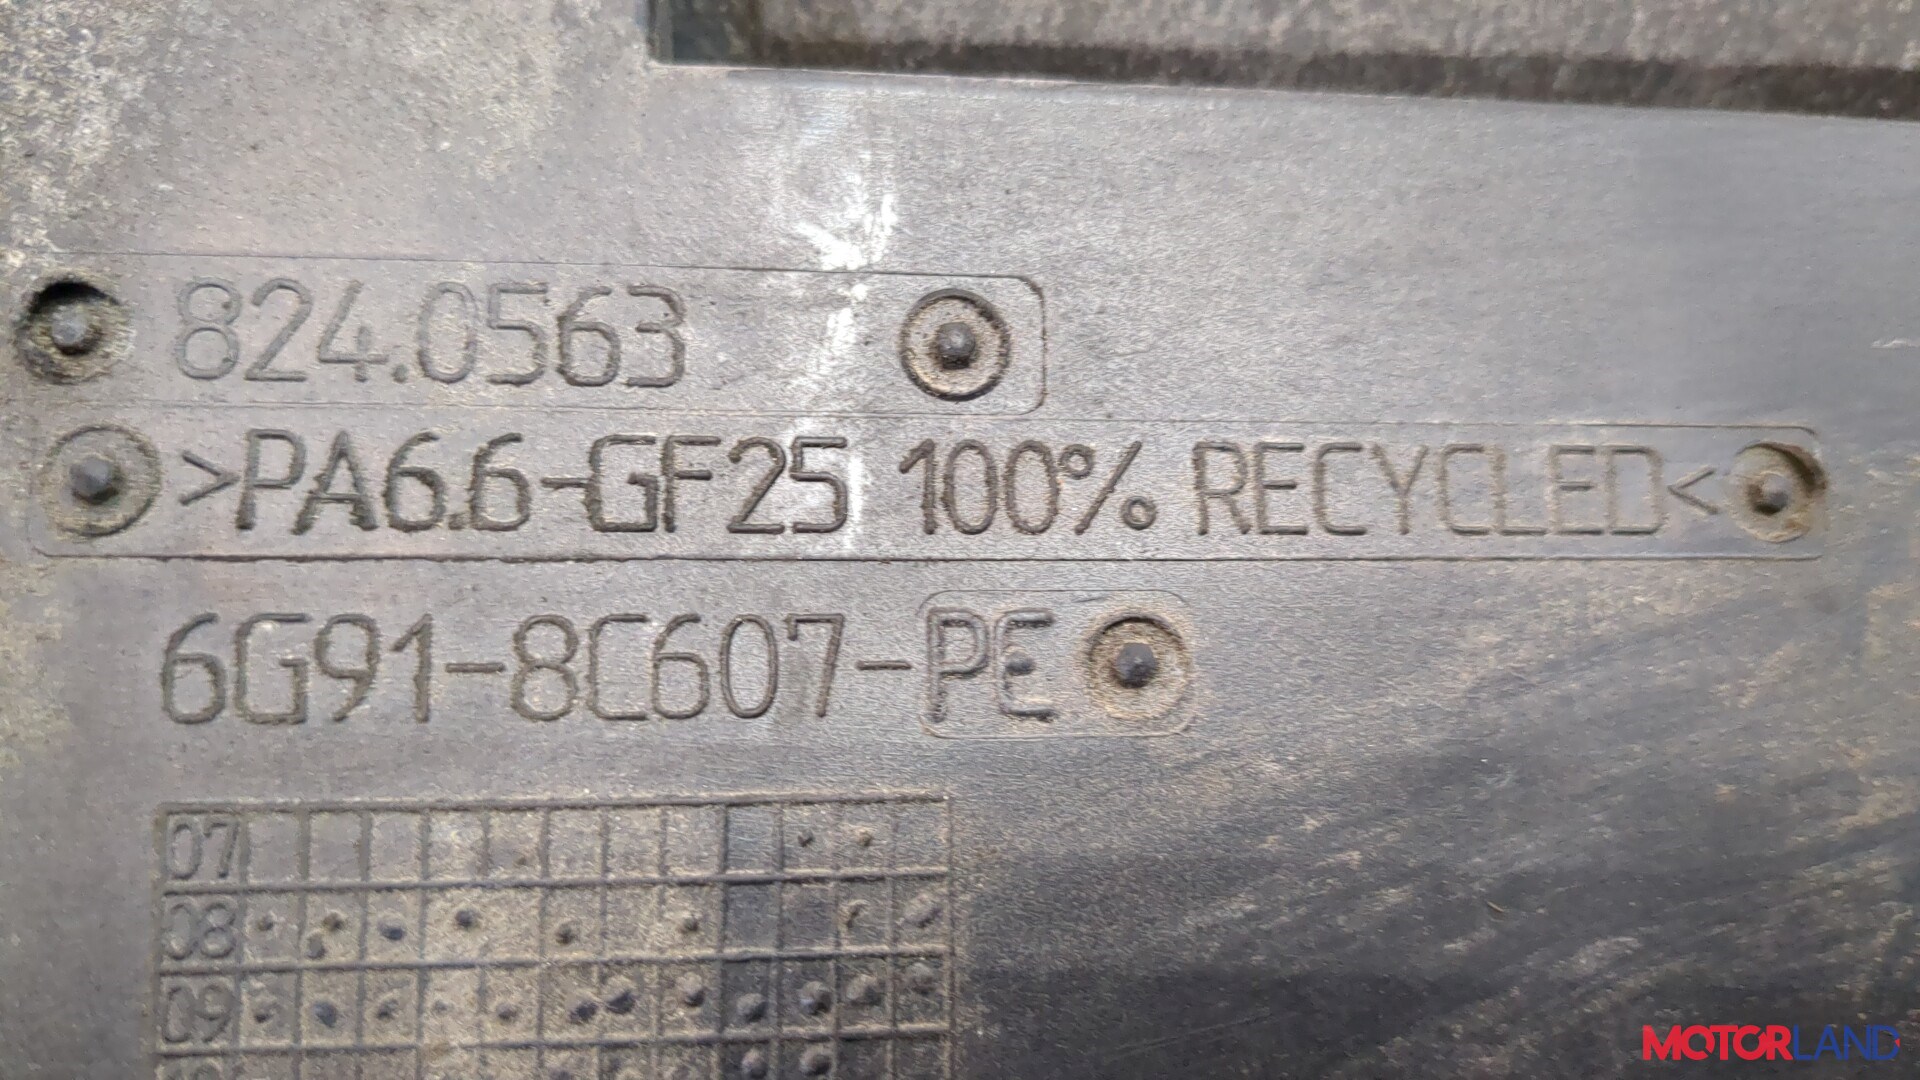 824.0563
>PA6.6-GF25 100% RECYCLED<
6G91-8C607-PE
07
08
09
MOTORLAND